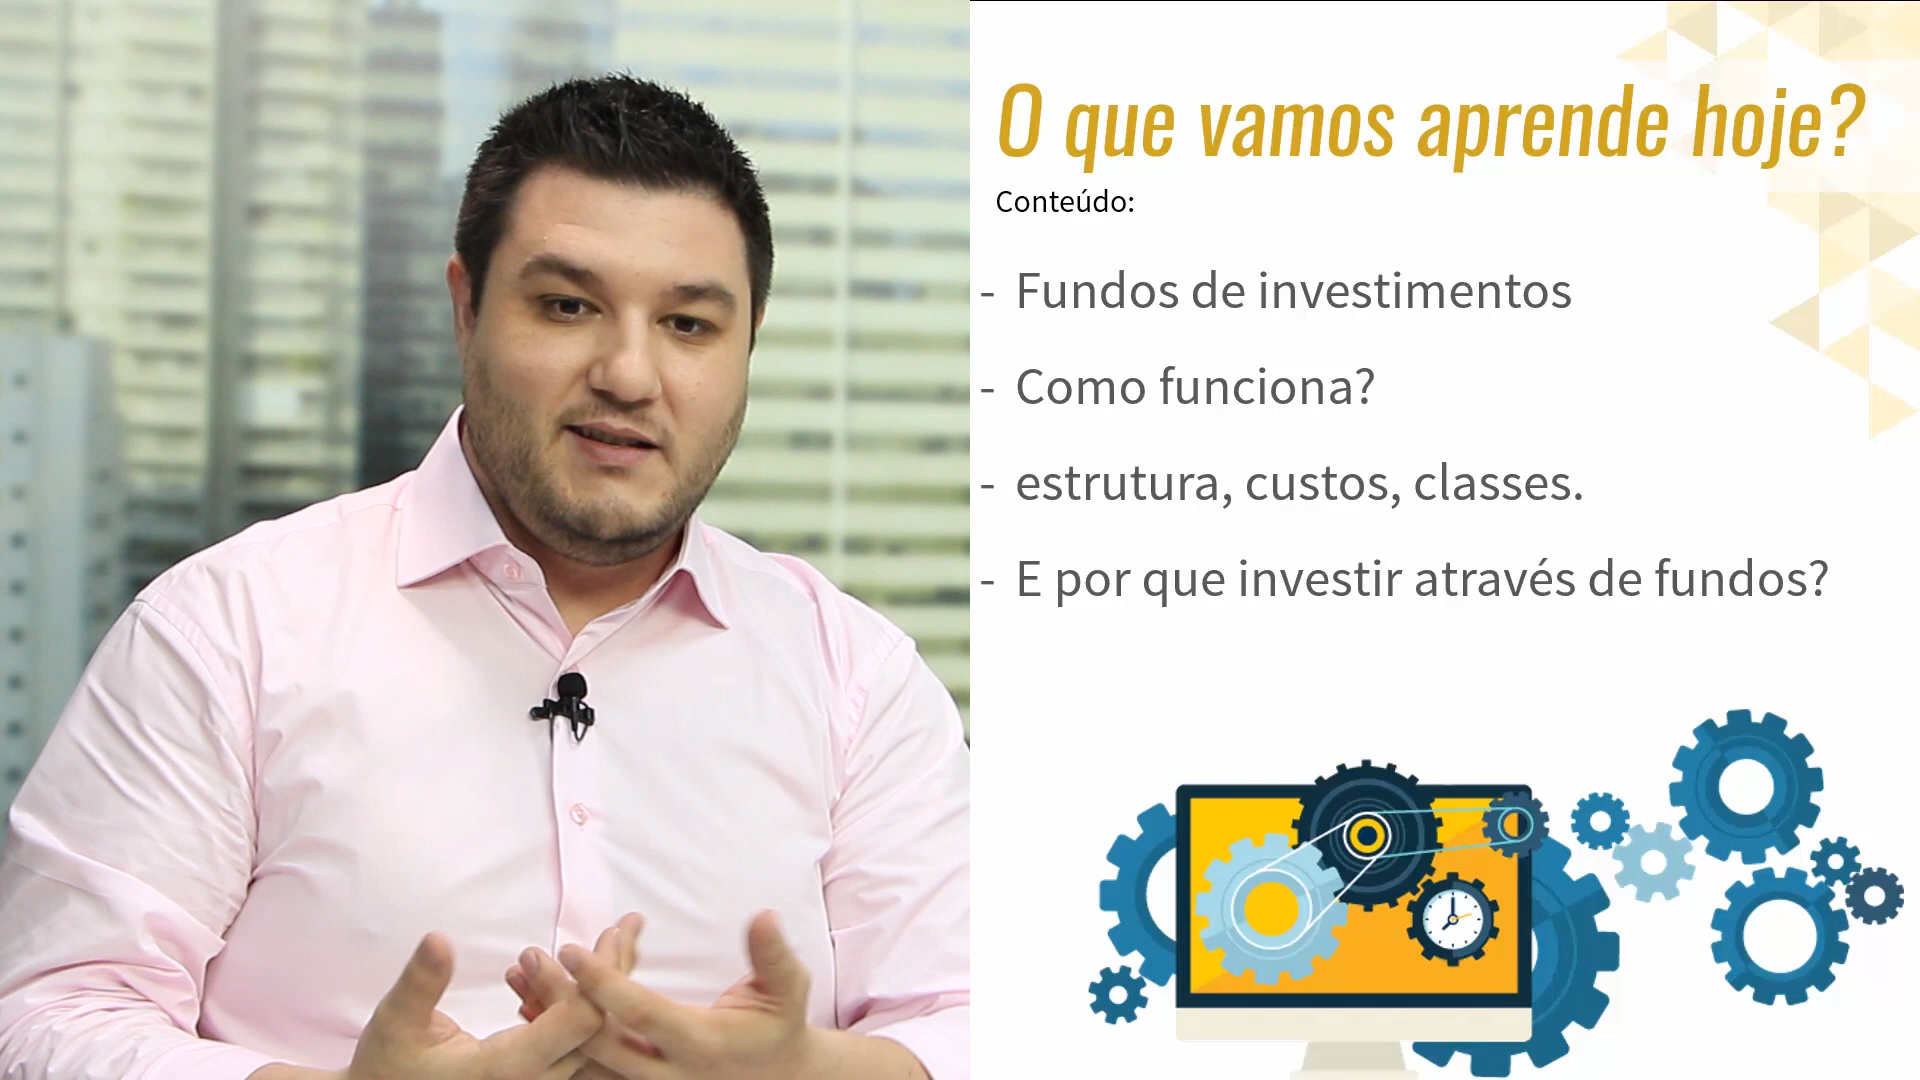 O que vamos aprende hoje?
Conteúdo:
- Fundos de investimentos
- Como funciona?
- estrutura, custos, classes.
- E por que investir através de fundos?